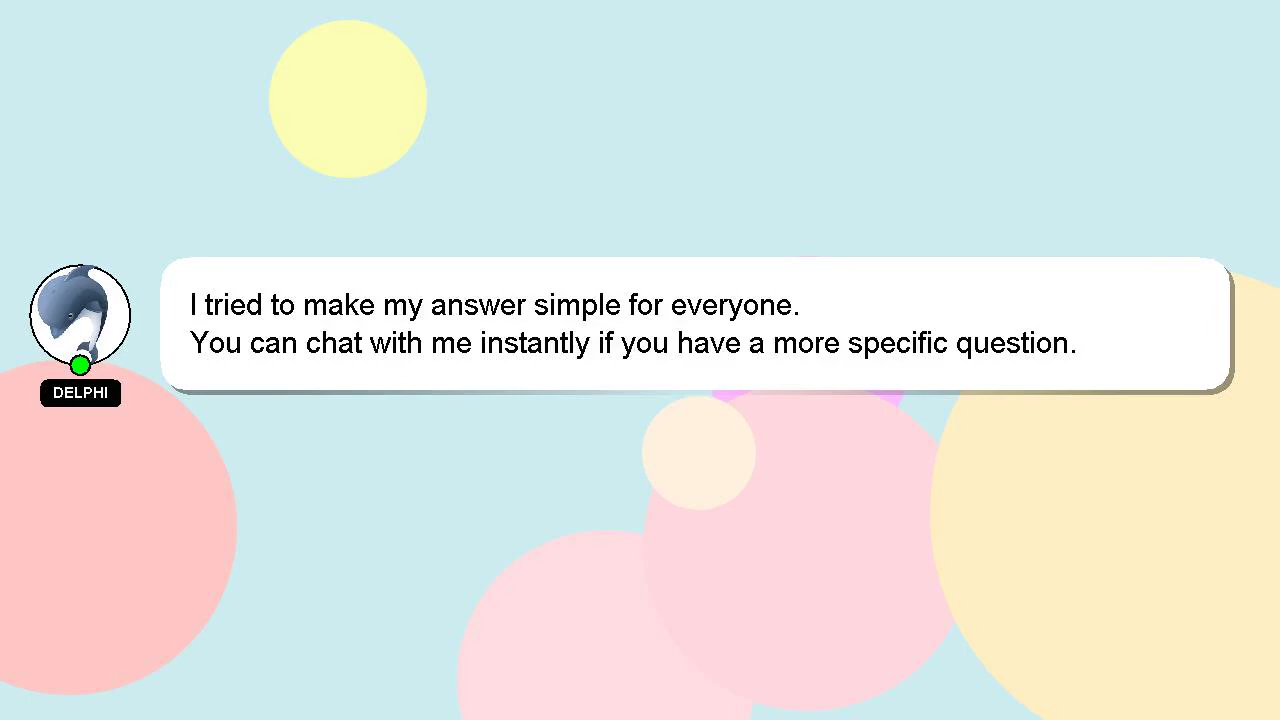 I tried to make my answer simple for everyone.
You can chat with me instantly if you have a more specific question.
DELPHI